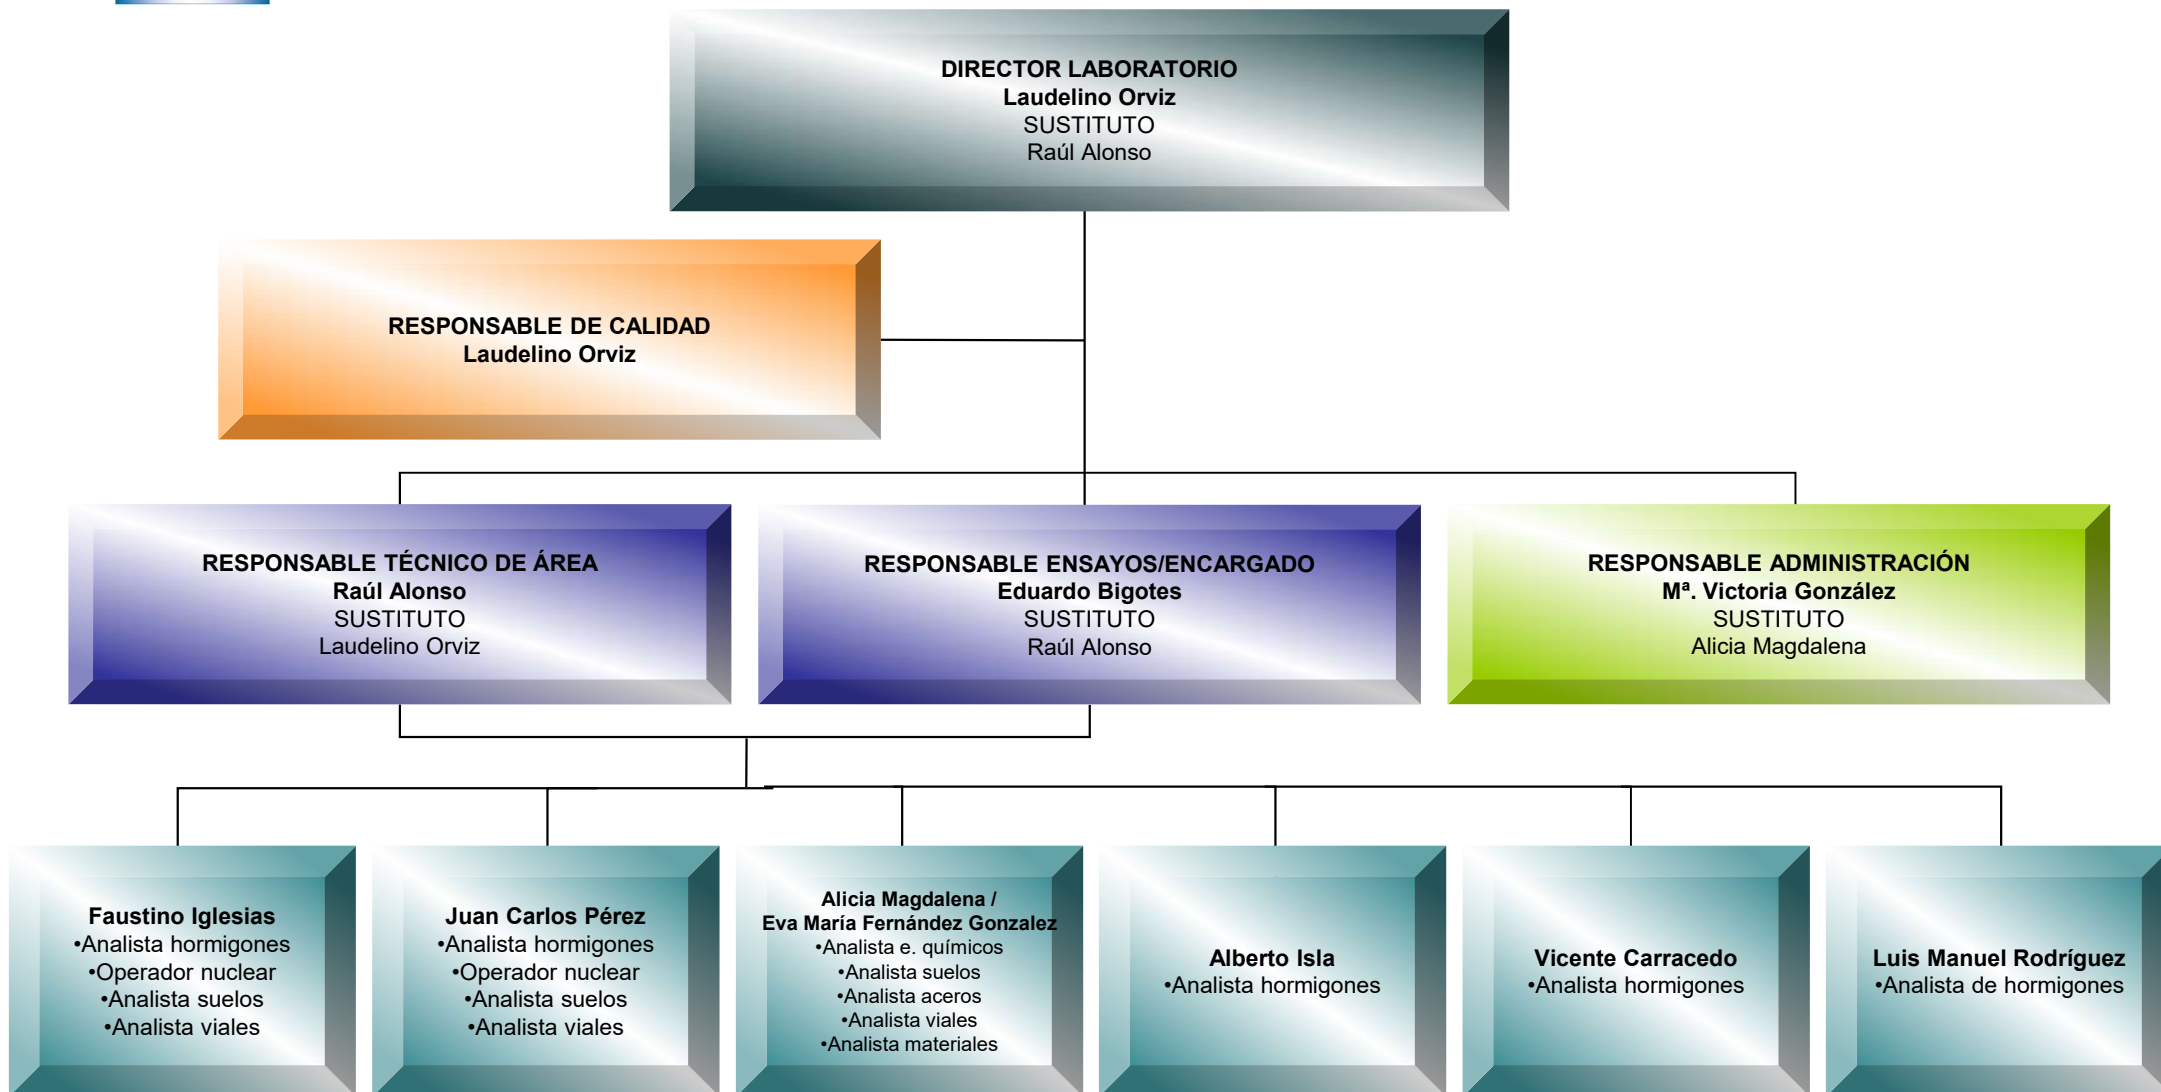 DIRECTOR LABORATORIO
Laudelino Orviz
SUSTITUTO
Raúl Alonso
RESPONSABLE DE CALIDAD
Laudelino Orviz
RESPONSABLE TÉCNICO DE ÁREA
Raúl Alonso
SUSTITUTO
Laudelino Orviz
RESPONSABLE ENSAYOS/ENCARGADO
Eduardo Bigotes
SUSTITUTO
Raúl Alonso
RESPONSABLE ADMINISTRACIÓN
Mª. Victoria González
SUSTITUTO
Alicia Magdalena
Faustino Iglesias
•Analista hormigones
•Operador nuclear
•Analista suelos
•Analista viales
Juan Carlos Pérez
•Analista hormigones
•Operador nuclear
•Analista suelos
•Analista viales
Alicia Magdalena /
Eva María Fernández Gonzalez
•Analista e. químicos
•Analista suelos
•Analista aceros
•Analista viales
•Analista materiales
Alberto Isla
•Analista hormigones
Vicente Carracedo
•Analista hormigones
Luis Manuel Rodríguez
•Analista de hormigones